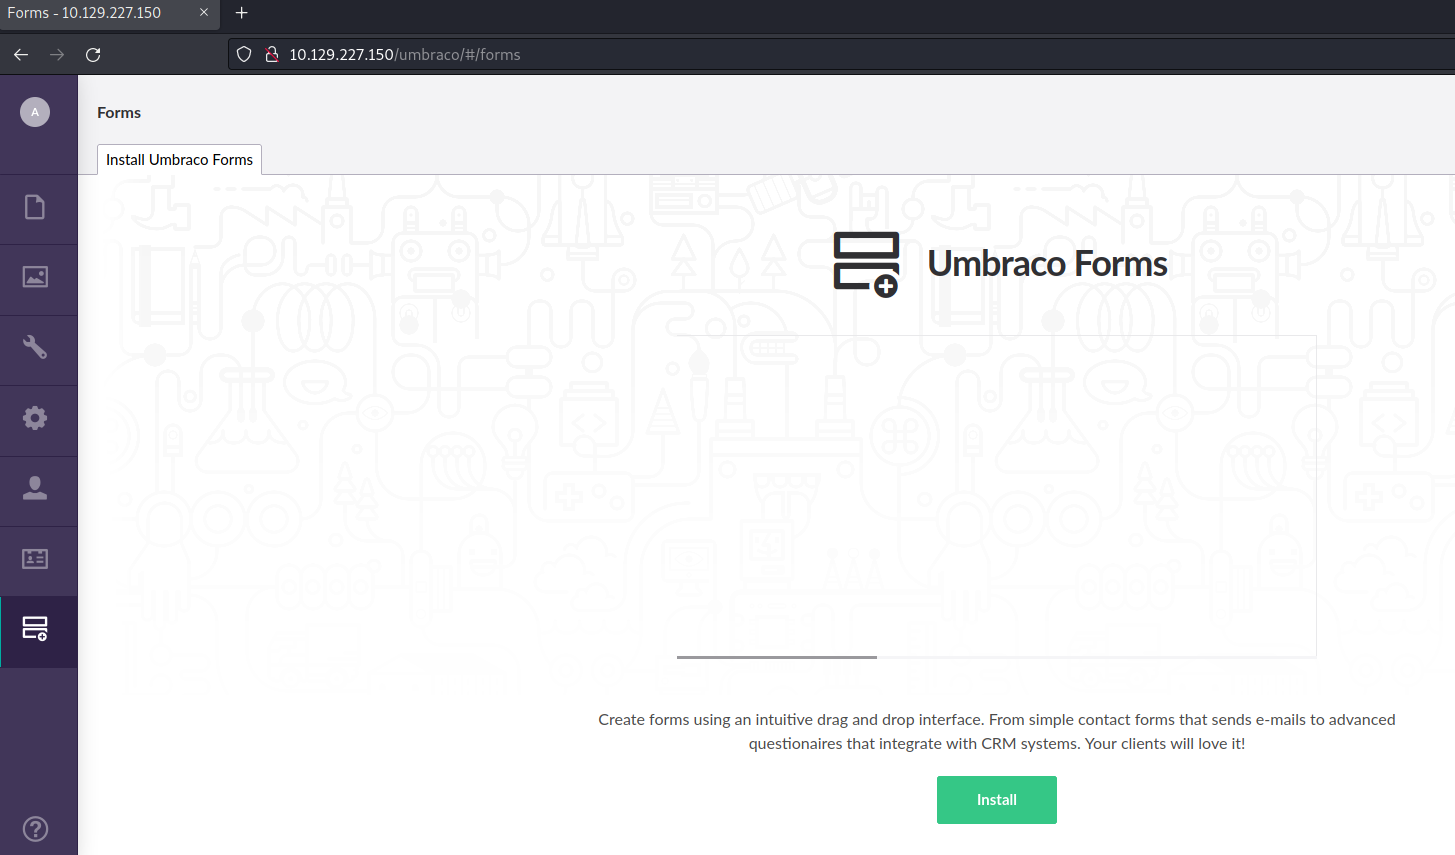 Forms - 10.129.227.150
10.129.227.150/umbraco/#/forms
A
Forms
Install Umbraco Forms
Umbraco Forms
Create forms using an intuitive drag and drop interface. From simple contact forms that sends e-mails to advanced
questionaires that integrate with CRM systems. Your clients will love it!
Install